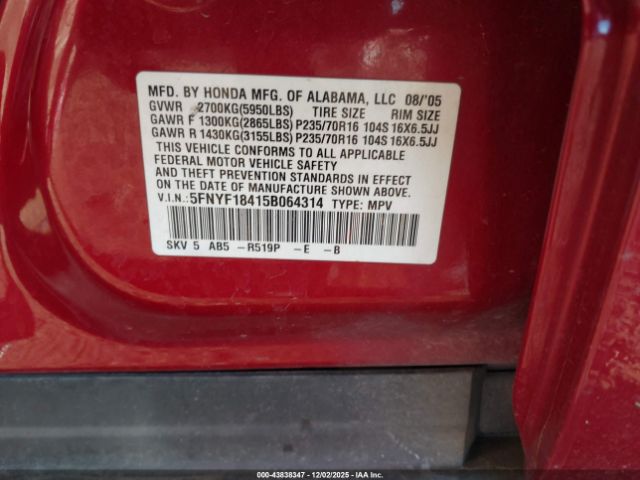 MFD. BY HONDA MFG. OF ALABAMA, LLC 08/'05
GVWR 2700KG(5950LBS) TIRE SIZE RIM SIZE
GAWR F 1300KG(2865LBS) P235/70R16 104S 16X6.5JJ
GAWR R 1430KG(3155LBS) P235/70R16 104S 16X6.5JJ
THIS VEHICLE CONFORMS TO ALL APPLICABLE
FEDERAL MOTOR VEHICLE SAFETY
AND THEFT PREVENTION STANDARDS IN EFFECT
ON THE DATE OF MANUFACTURE SHOWN ABOVE.
V.I.N.:5FNYF18415B064314 TYPE: MPV
SKV 5 AB5 -R519P -E -B
000-43838347 - 12/02/2025 - IAAI.com